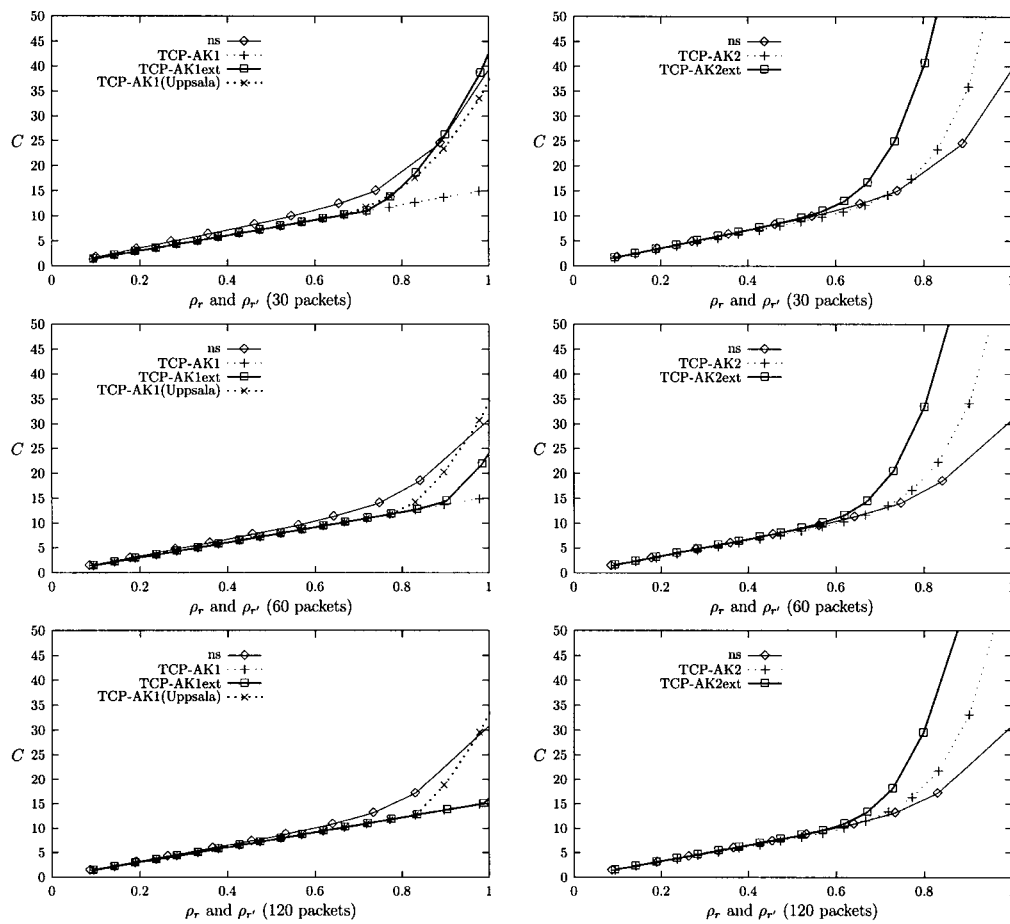 50
45
40
35
30
25
20
15
10
5
0
C
ns
TCP-AK1
TCP-AK1ext
TCP-AK1(Uppsala)
0 0.2 0.4 0.6 0.8 1
ρr and ρr′ (30 packets)
50
45
40
35
30
25
20
15
10
5
0
C
ns
TCP-AK2
TCP-AK2ext
0 0.2 0.4 0.6 0.8 1
ρr and ρr′ (30 packets)
50
45
40
35
30
25
20
15
10
5
0
C
ns
TCP-AK1
TCP-AK1ext
TCP-AK1(Uppsala)
0 0.2 0.4 0.6 0.8 1
ρr and ρr′ (60 packets)
50
45
40
35
30
25
20
15
10
5
0
C
ns
TCP-AK2
TCP-AK2ext
0 0.2 0.4 0.6 0.8 1
ρr and ρr′ (60 packets)
50
45
40
35
30
25
20
15
10
5
0
C
ns
TCP-AK1
TCP-AK1ext
TCP-AK1(Uppsala)
0 0.2 0.4 0.6 0.8 1
ρr and ρr′ (120 packets)
50
45
40
35
30
25
20
15
10
5
0
C
ns
TCP-AK2
TCP-AK2ext
0 0.2 0.4 0.6 0.8 1
ρr and ρr′ (120 packets)